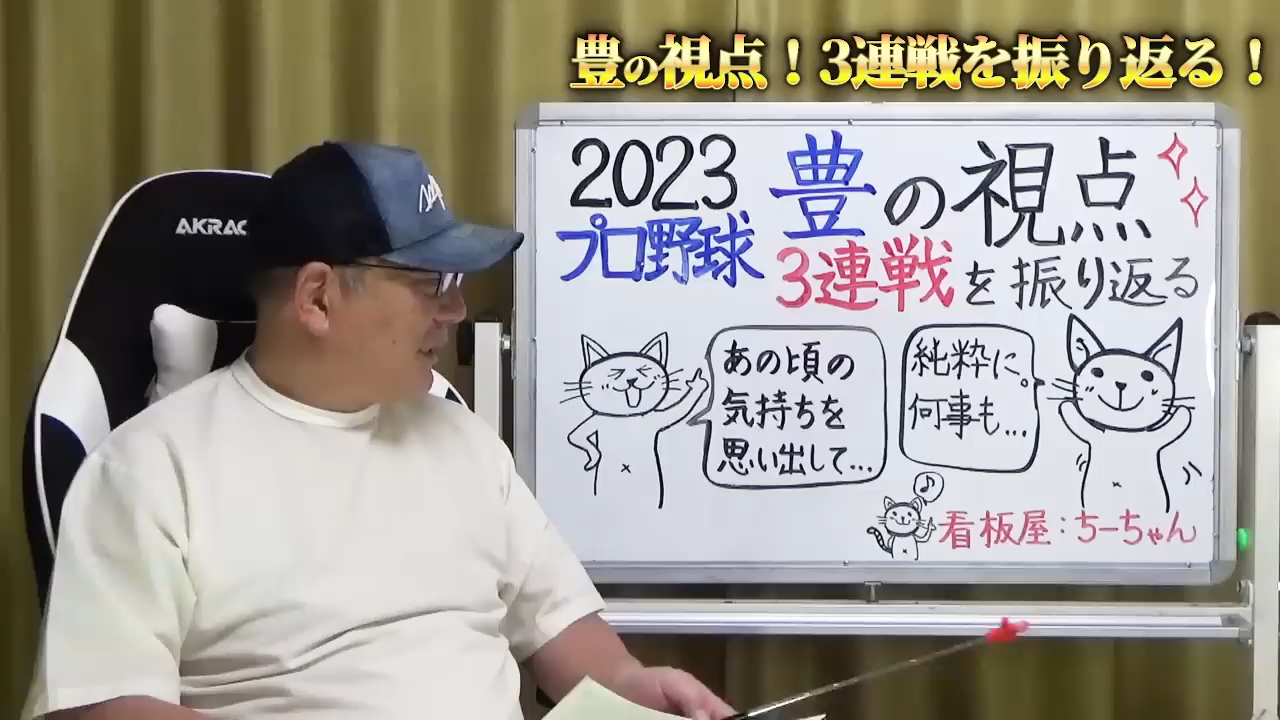 豊の視点！3連戦を振り返る！
2023
プロ野球
豊の視点
3連戦を振り返る
あの頃の
気持ちを
思い出して...
純粋に。
何事も...
看板屋：ちーちゃん
AKRAC